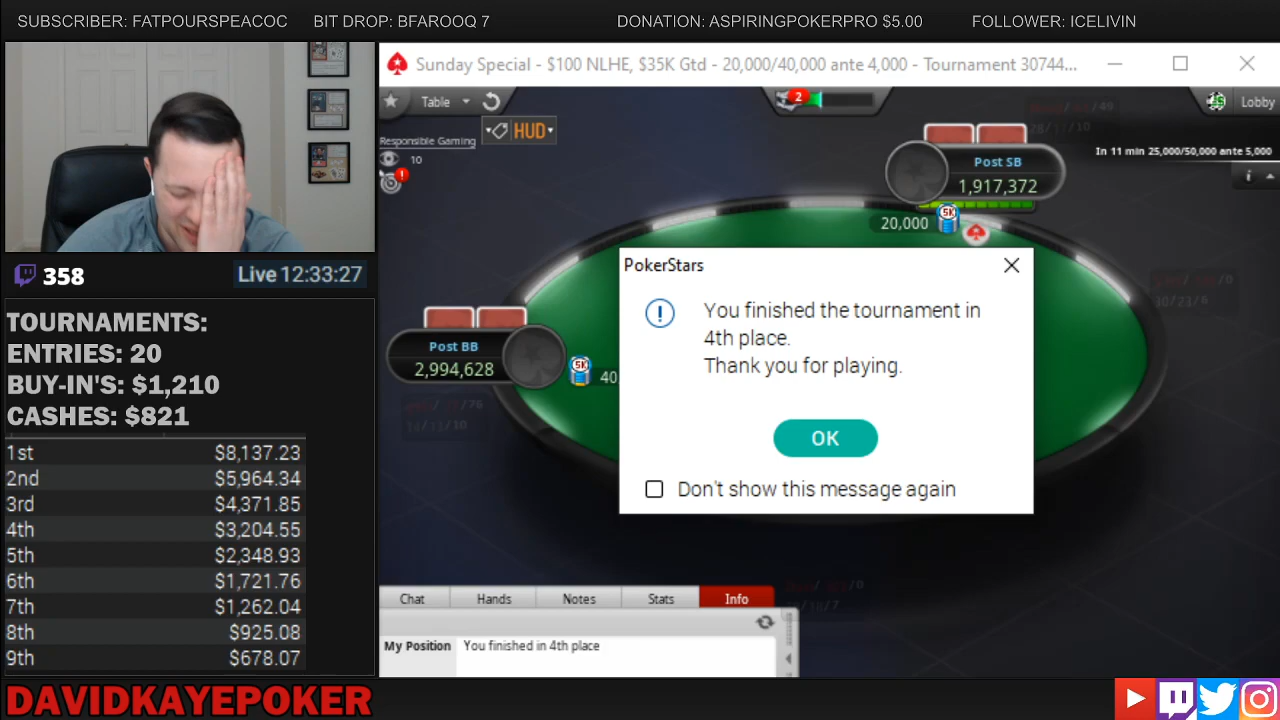 SUBSCRIBER: FATPOURSPEACOC BIT DROP: BFAROOQ 7 DONATION: ASPIRINGPOKERPRO $5.00 FOLLOWER: ICELIVIN
Sunday Special - $100 NLHE, $35K Gtd - 20,000/40,000 ante 4,000 - Tournament 30744...
Table
2
Lobby
HUD
Responsible Gaming
10
In 11 min 25,000/50,000 ante 5,000
Post SB
1,917,372
20,000
5K
358
Live 12:33:27
PokerStars
You finished the tournament in
4th place.
Thank you for playing.
OK
Don't show this message again
Post BB
2,994,628
5K
40
TOURNAMENTS:
ENTRIES: 20
BUY-IN'S: $1,210
CASHES: $821
1st $8,137.23
2nd $5,964.34
3rd $4,371.85
4th $3,204.55
5th $2,348.93
6th $1,721.76
7th $1,262.04
8th $925.08
9th $678.07
Chat Hands Notes Stats Info
My Position You finished in 4th place
DAVIDKAYEPOKER